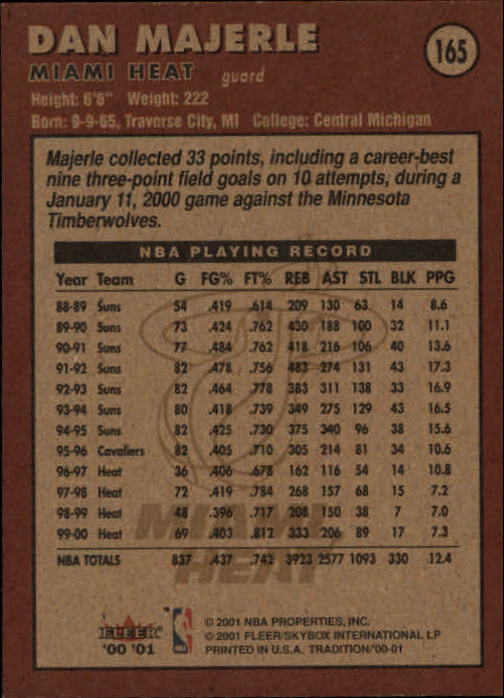 DAN MAJERLE
165
MIAMI HEAT guard
Height: 6'6" Weight: 222
Born: 9-9-65, Traverse City, MI College: Central Michigan
Majerle collected 33 points, including a career-best
nine three-point field goals on 10 attempts, during a
January 11, 2000 game against the Minnesota
Timberwolves.
NBA PLAYING RECORD
Year Team G FG% FT% REB AST STL BLK PPG
88-89 Suns 54 .419 .614 209 130 63 14 8.6
89-90 Suns 73 .424 .762 430 188 100 32 11.1
90-91 Suns 77 .484 .762 418 216 106 40 13.6
91-92 Suns 82 .478 .756 483 274 131 43 17.3
92-93 Suns 82 .464 .778 383 311 138 33 16.9
93-94 Suns 80 .418 .739 349 275 129 43 16.5
94-95 Suns 82 .425 .730 375 340 96 38 15.6
95-96 Cavaliers 82 .405 .710 305 214 81 34 10.6
96-97 Heat 36 .406 .678 162 116 54 14 10.8
97-98 Heat 72 .419 .784 268 157 68 15 7.2
98-99 Heat 48 .396 .717 208 150 38 7 7.0
99-00 Heat 69 .403 .812 333 206 89 17 7.3
NBA TOTALS 837 .437 .742 3923 2577 1093 330 12.4
MIAMI
HEAT
FLEER
'00 '01
© 2001 NBA PROPERTIES, INC.
© 2001 FLEER/SKYBOX INTERNATIONAL LP
PRINTED IN U.S.A. TRADITION/'00-01